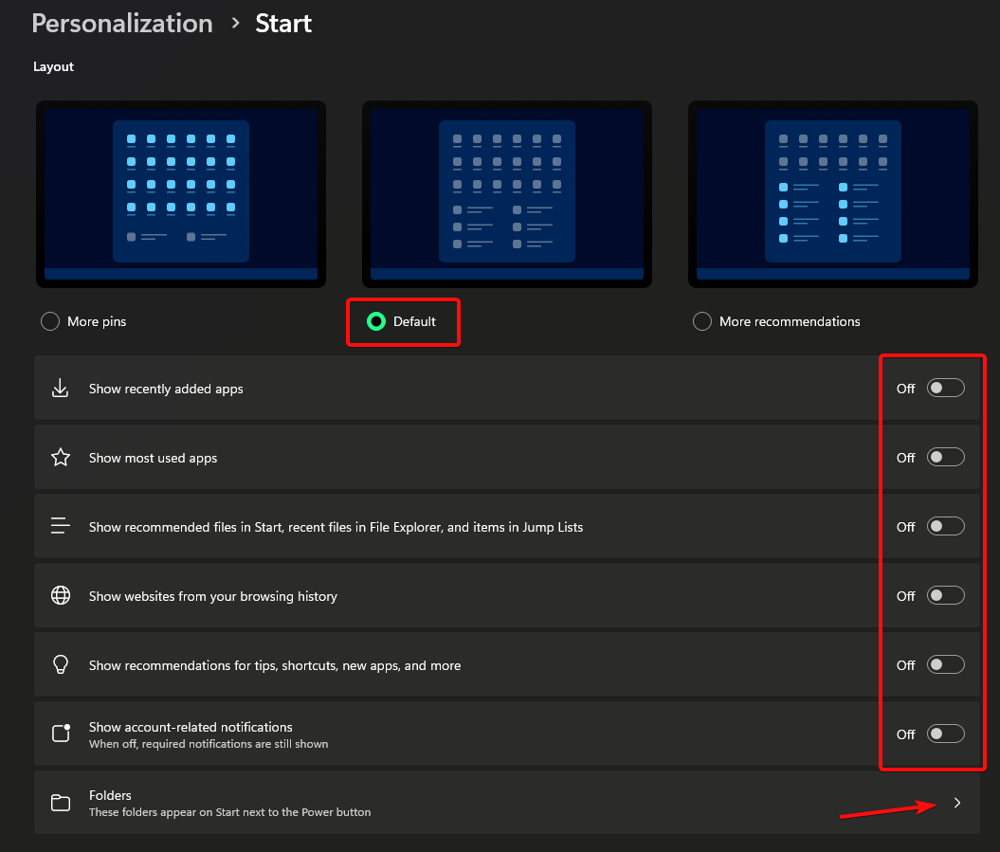 Personalization > Start
Layout
More pins
Default
More recommendations
Show recently added apps
Off
Show most used apps
Off
Show recommended files in Start, recent files in File Explorer, and items in Jump Lists
Off
Show websites from your browsing history
Off
Show recommendations for tips, shortcuts, new apps, and more
Off
Show account-related notifications
When off, required notifications are still shown
Off
Folders
These folders appear on Start next to the Power button